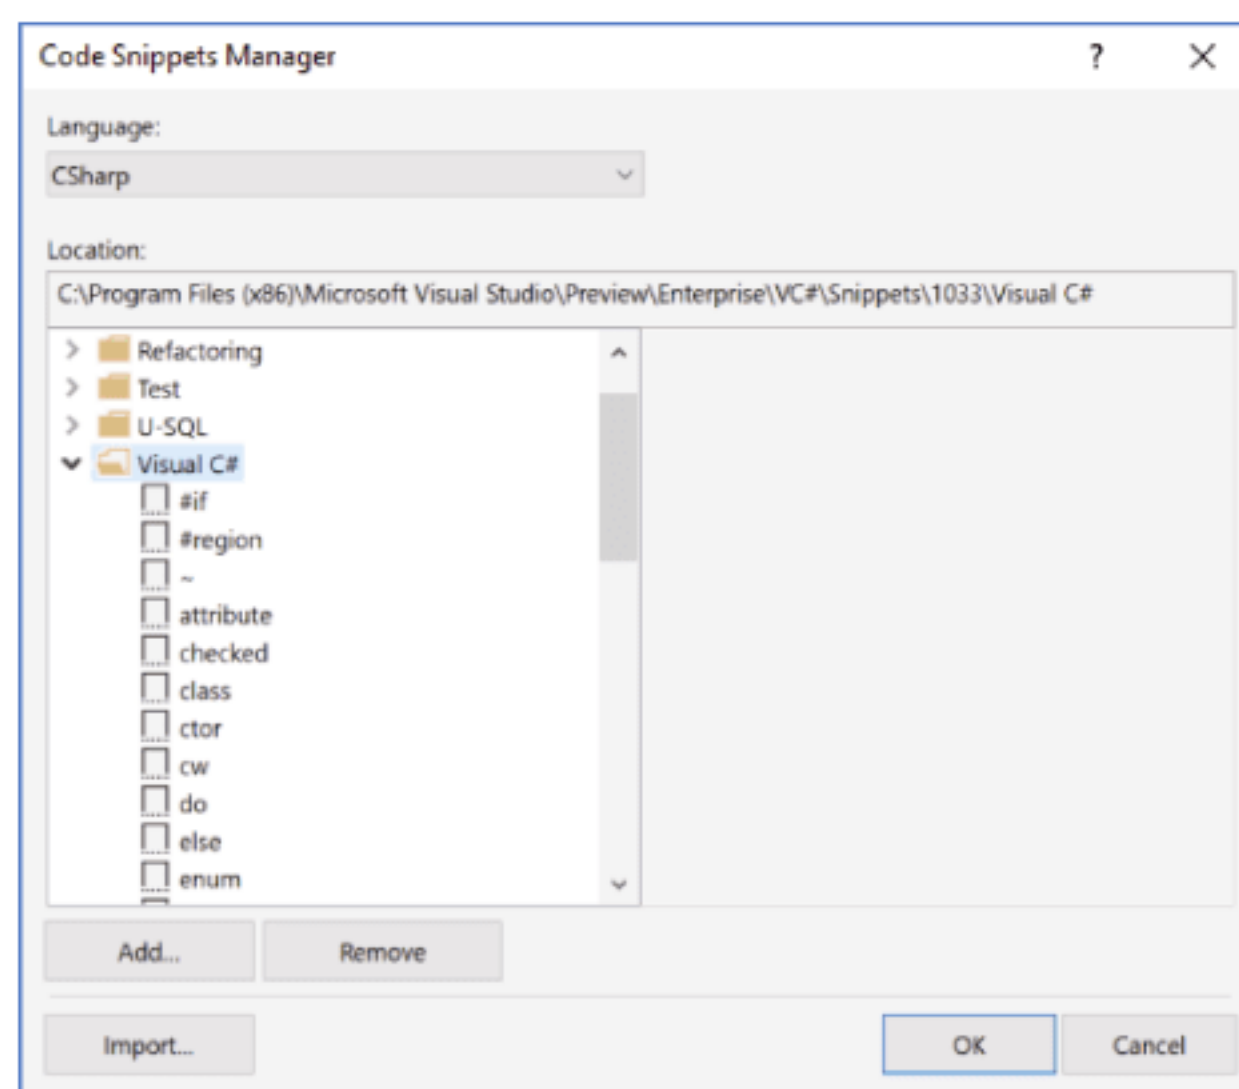 Code Snippets Manager ?
Language:
CSharp
Location:
C:\Program Files (x86)\Microsoft Visual Studio\Preview\Enterprise\VC#\Snippets\1033\Visual C#
Refactoring
Test
U-SQL
Visual C#
#if
#region
~
attribute
checked
class
ctor
cw
do
else
enum
Add... Remove
Import... OK Cancel